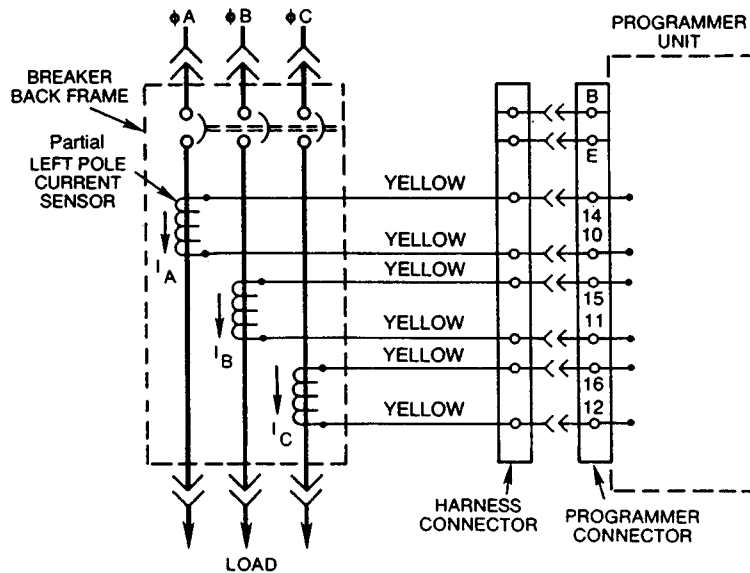 ϕA
ϕB
ϕC
PROGRAMMER
UNIT
BREAKER
BACK FRAME
Partial
LEFT POLE
CURRENT
SENSOR
B
E
YELLOW
14
10
YELLOW
I A
YELLOW
15
11
YELLOW
I B
YELLOW
16
12
YELLOW
I C
HARNESS
CONNECTOR
PROGRAMMER
CONNECTOR
LOAD